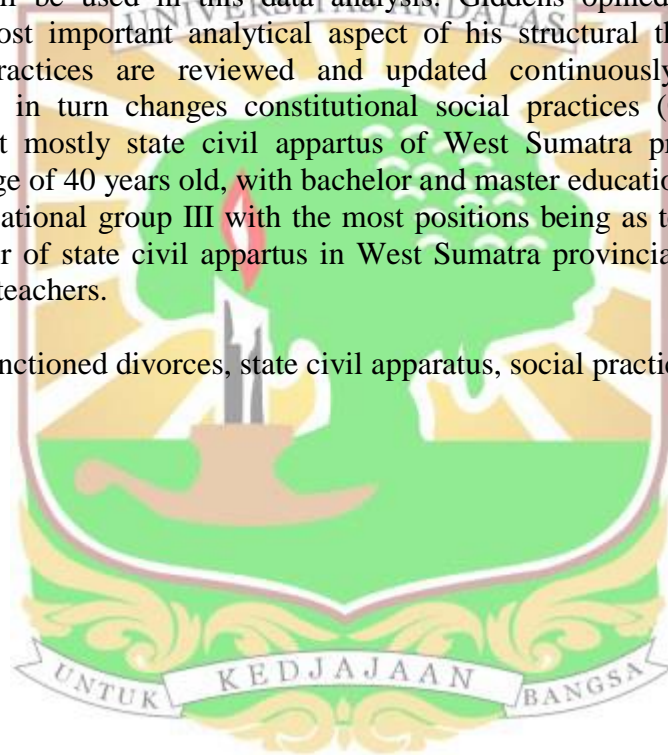 be used in this data analysis. Giddens opined
UNIVERSITAS ANDALAS
ost important analytical aspect of his structural th
ractices are reviewed and updated continuously
in turn changes constitutional social practices (
t mostly state civil appartus of West Sumatra pr
ge of 40 years old, with bachelor and master education
ational group III with the most positions being as t
r of state civil appartus in West Sumatra provincia
teachers.
nctioned divorces, state civil apparatus, social practic
UNTUK KEDJAJAAN BANGSA